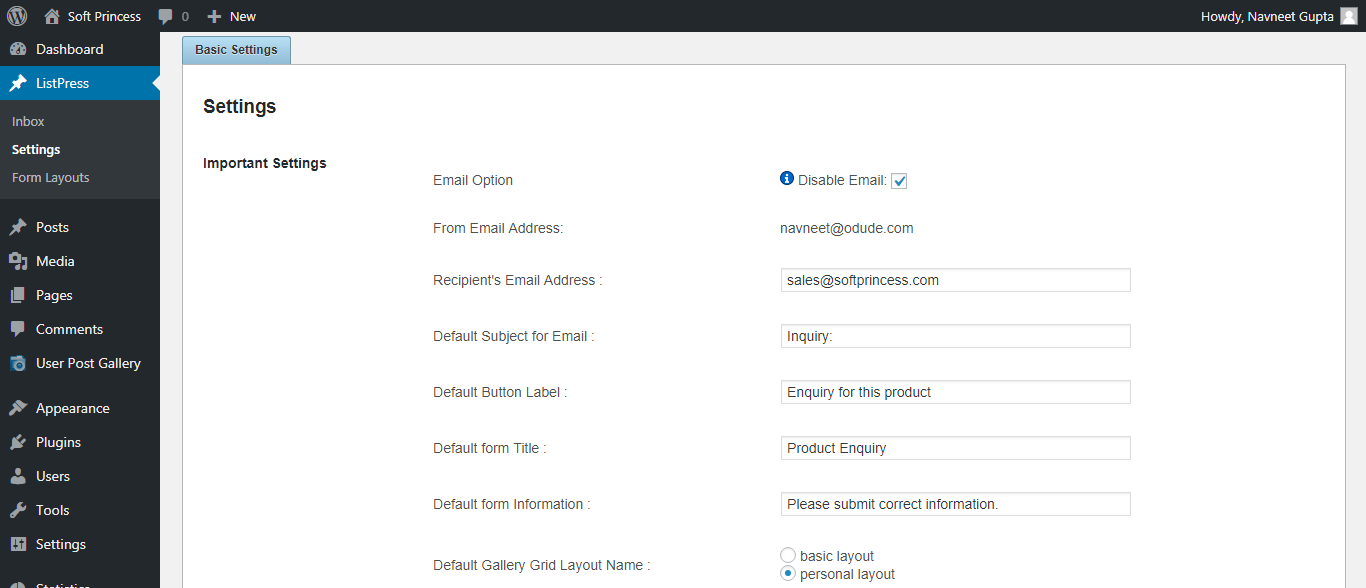 Soft Princess 0 New Howdy, Navneet Gupta
Dashboard
ListPress
Inbox
Settings
Form Layouts
Posts
Media
Pages
Comments
User Post Gallery
Appearance
Plugins
Users
Tools
Settings
Statistics
Basic Settings
Settings
Important Settings
Email Option Disable Email:
From Email Address: navneet@odude.com
Recipient's Email Address : sales@softprincess.com
Default Subject for Email : Inquiry:
Default Button Label : Enquiry for this product
Default form Title : Product Enquiry
Default form Information : Please submit correct information.
Default Gallery Grid Layout Name : basic layout
personal layout